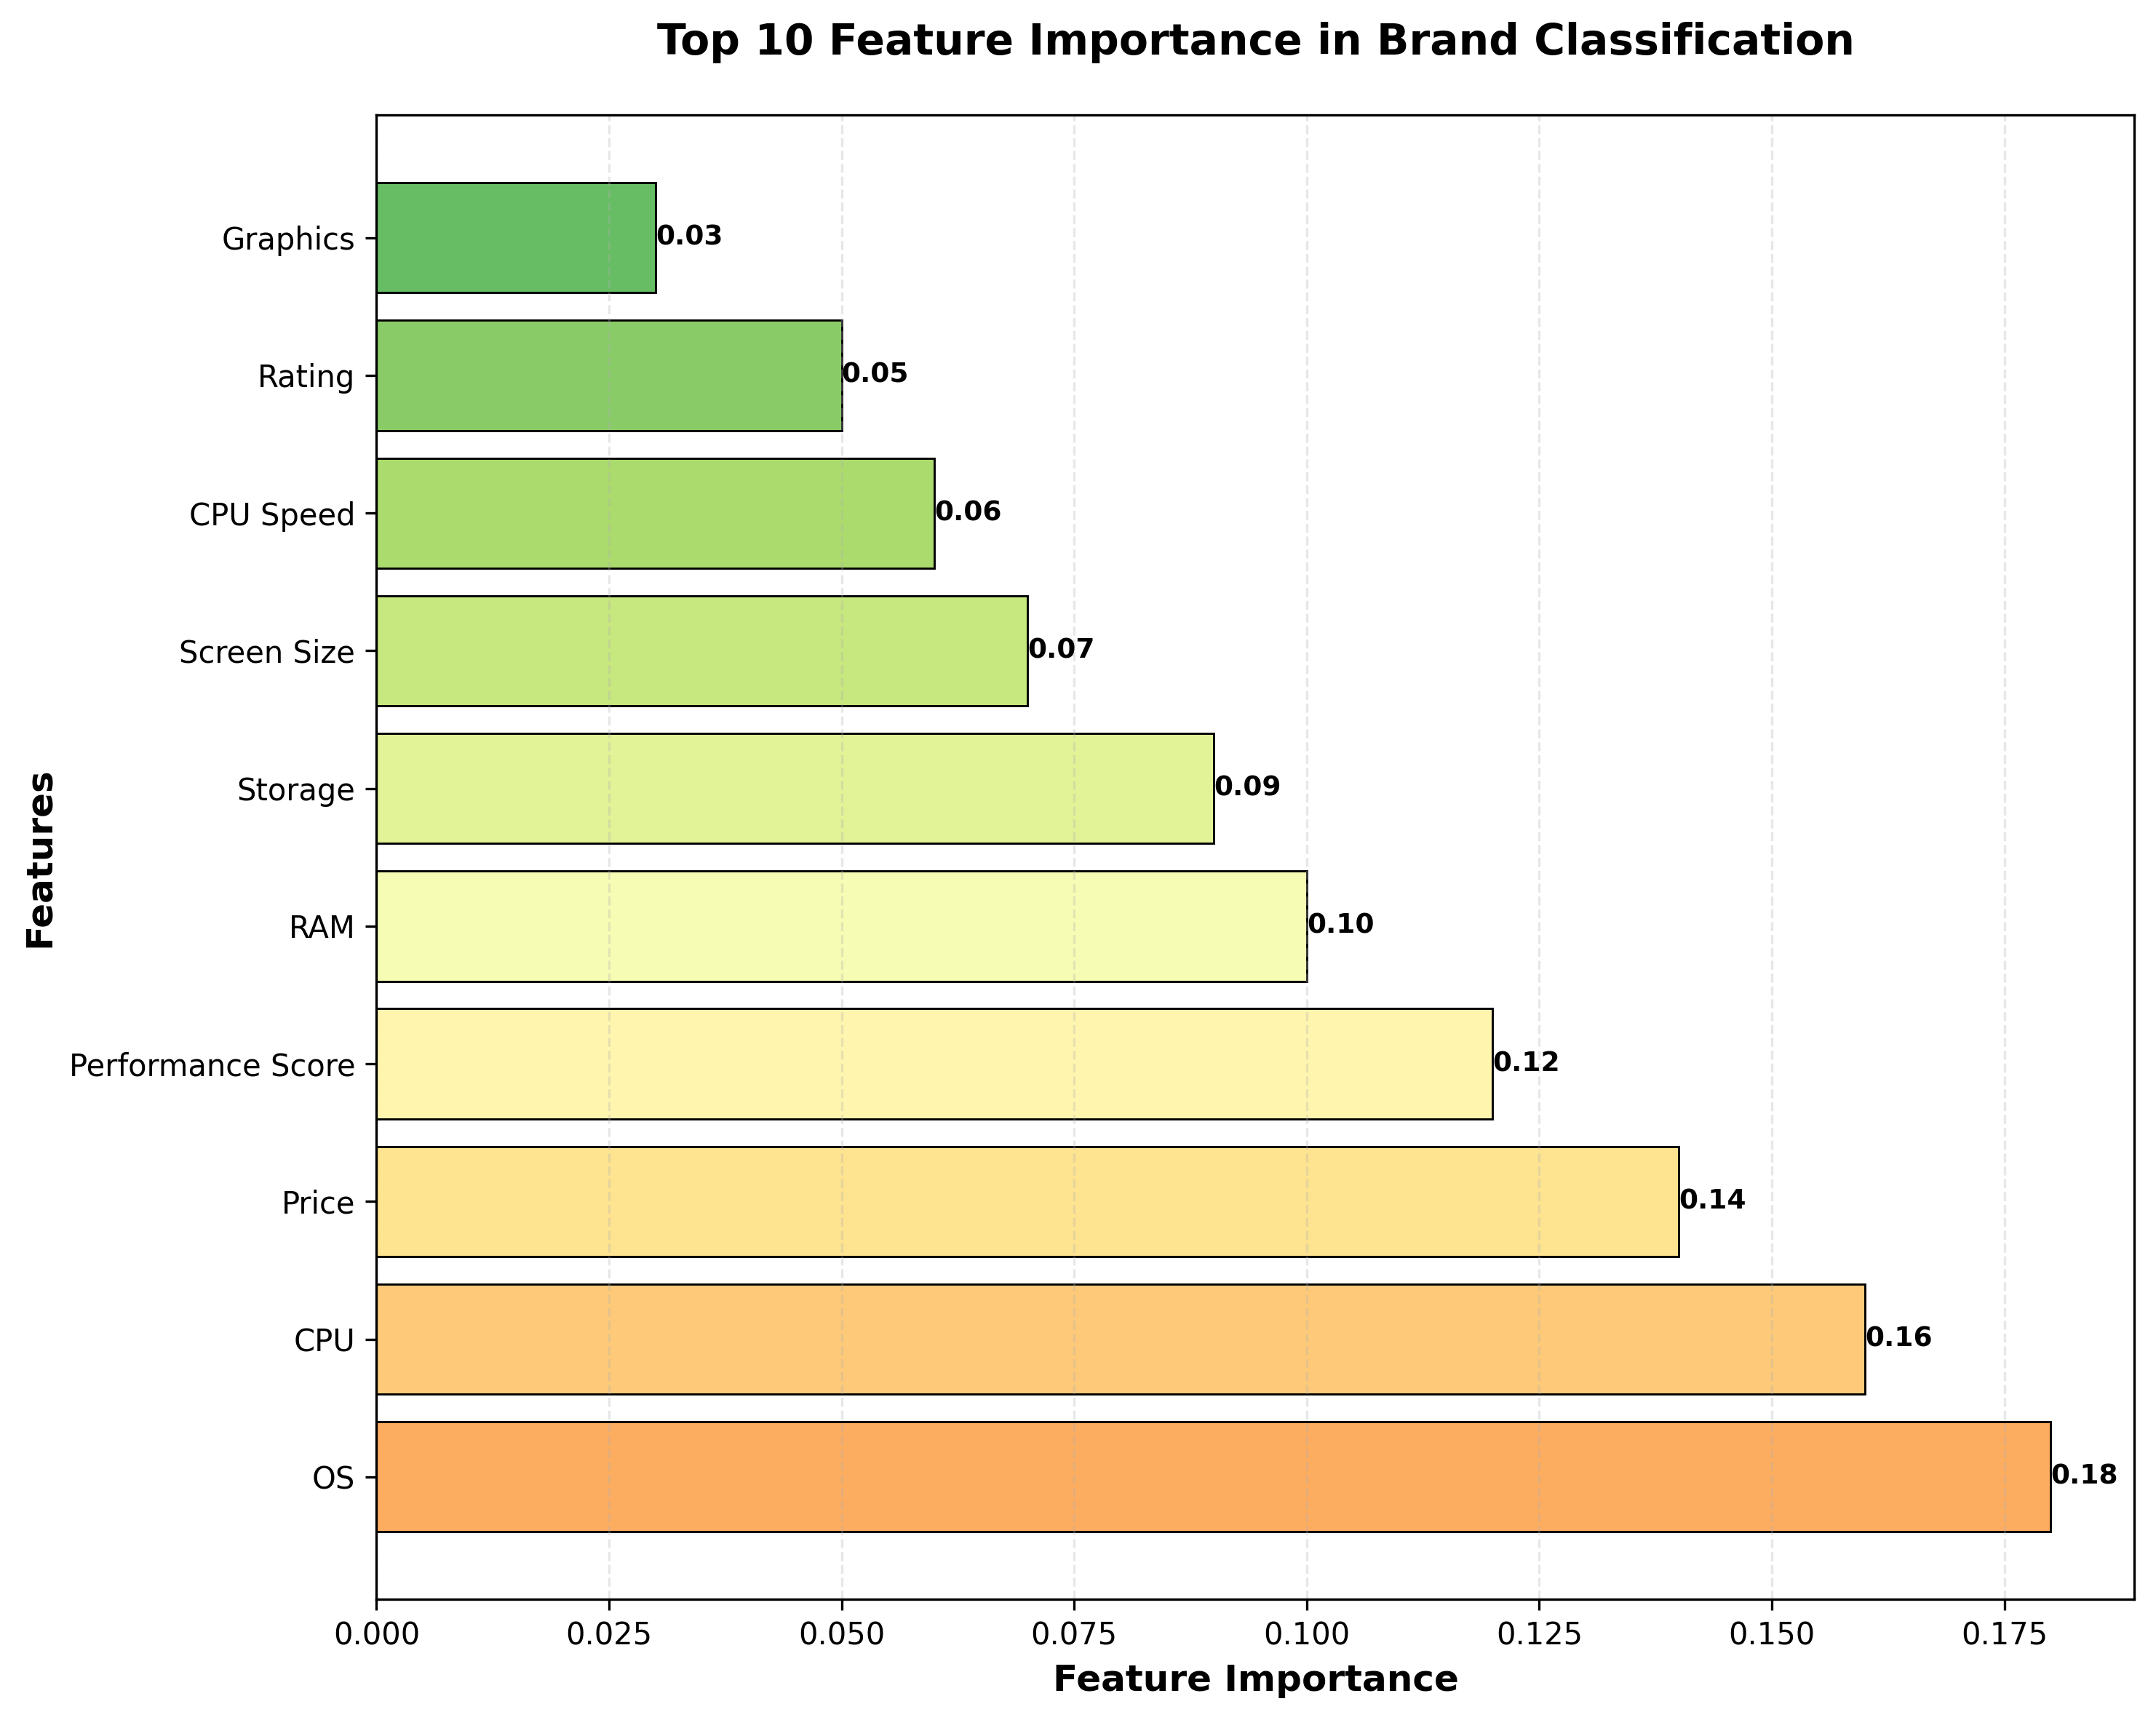 Top 10 Feature Importance in Brand Classification
Features
Graphics
0.03
Rating
0.05
CPU Speed
0.06
Screen Size
0.07
Storage
0.09
RAM
0.10
Performance Score
0.12
Price
0.14
CPU
0.16
OS
0.18
0.000 0.025 0.050 0.075 0.100 0.125 0.150 0.175
Feature Importance